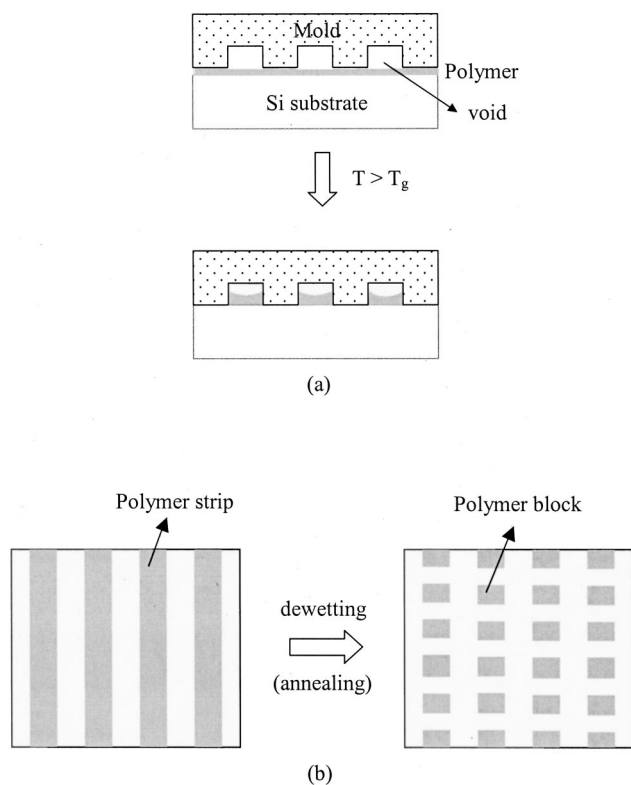 Mold
Polymer
Si substrate
void
T > Tg
(a)
Polymer strip
Polymer block
dewetting
(annealing)
(b)